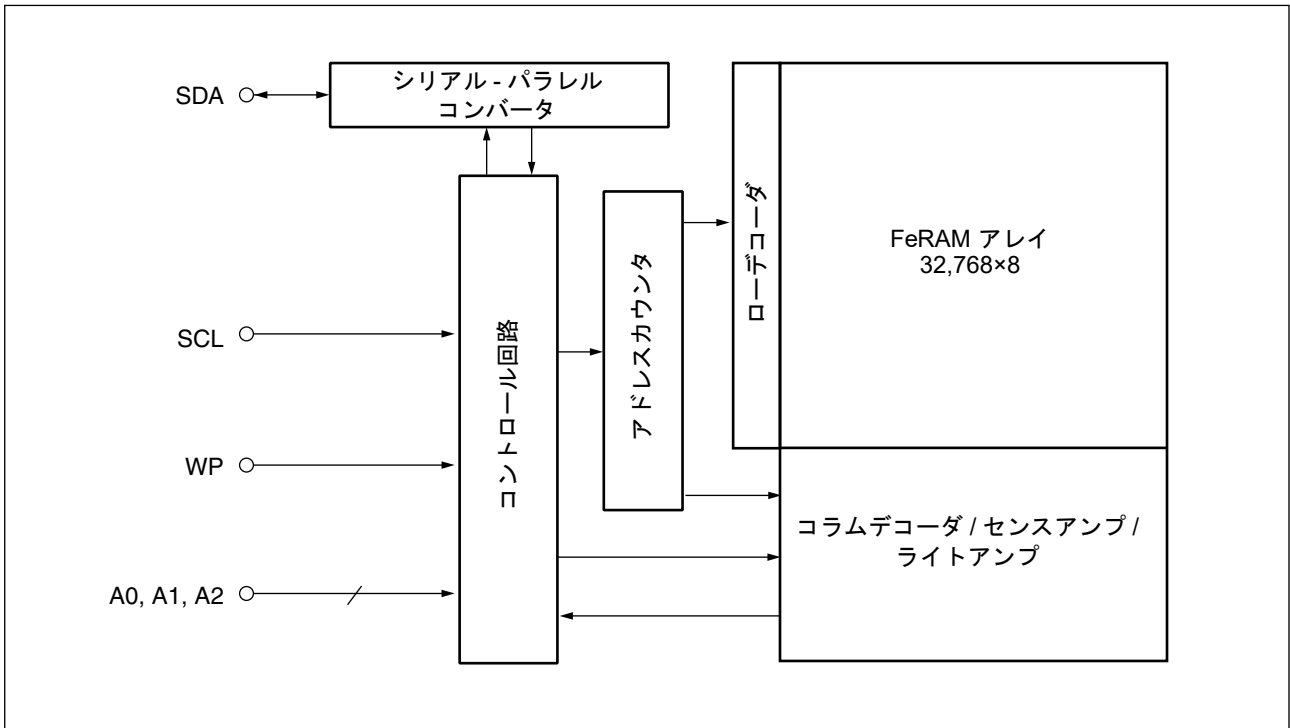 SDA
シリアル - パラレル
コンバータ
SCL
WP
A0, A1, A2
コントロール回路
アドレスカウンタ
ローデコーダ
FeRAM アレイ
32,768×8
コラムデコーダ / センスアンプ /
ライトアンプ